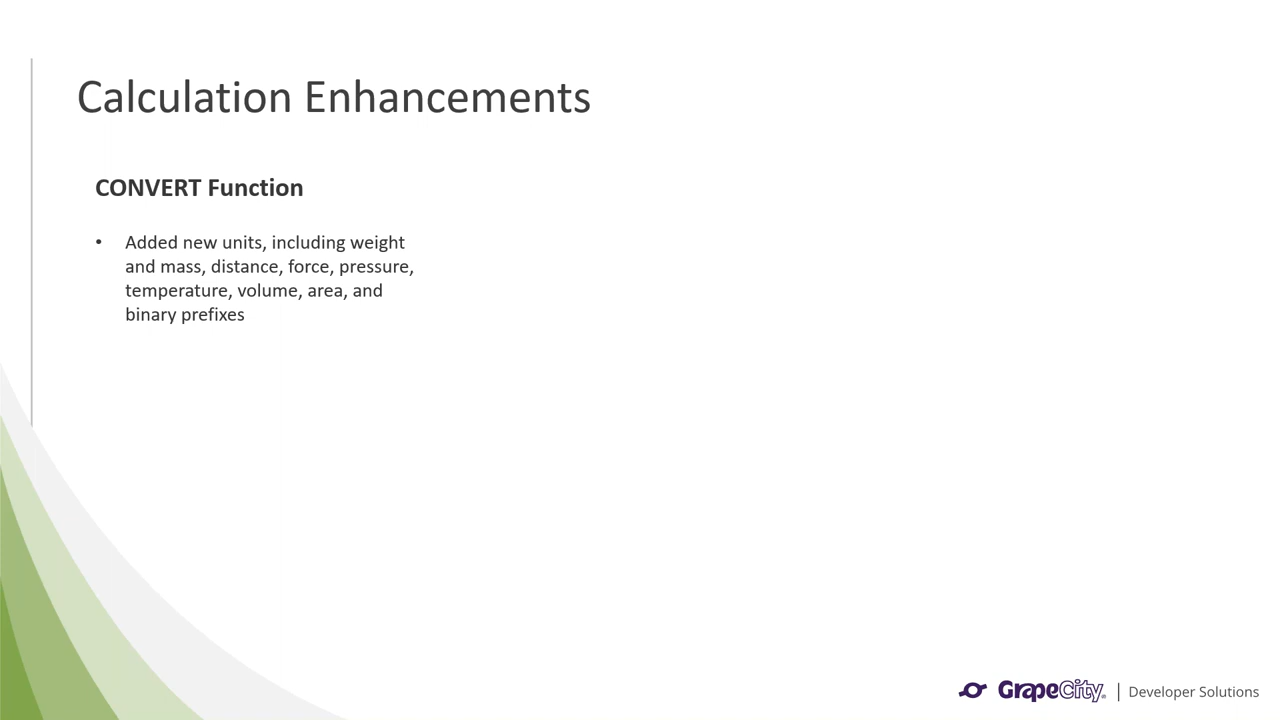 Calculation Enhancements
CONVERT Function
• Added new units, including weight
and mass, distance, force, pressure,
temperature, volume, area, and
binary prefixes
GrapeCity | Developer Solutions